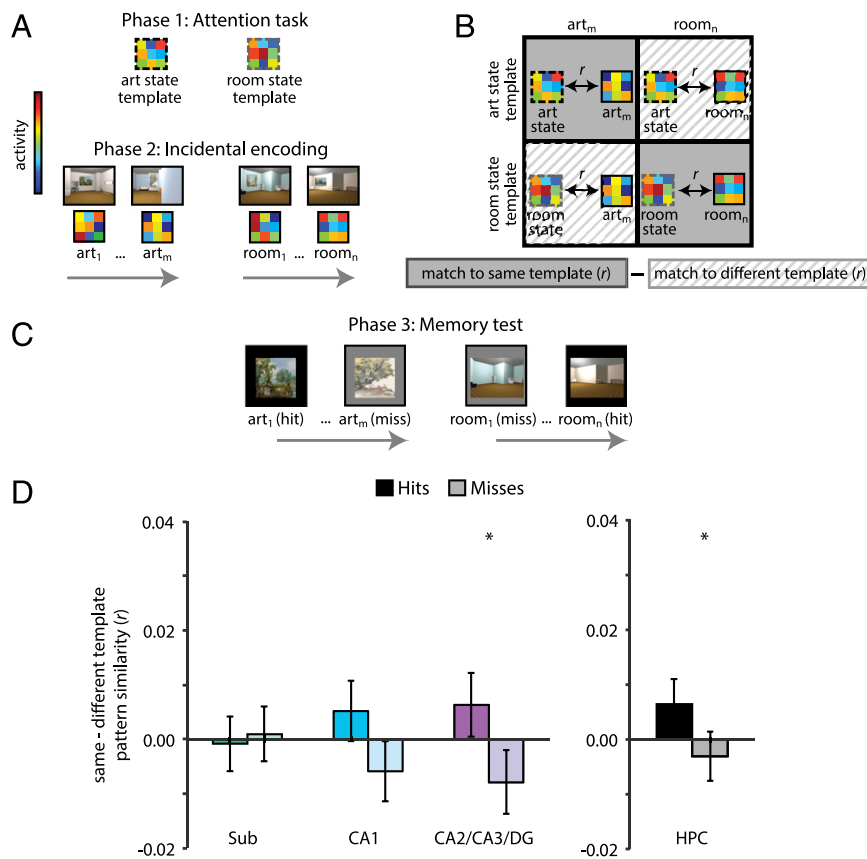 A
Phase 1: Attention task
art state
template
room state
template
activity
Phase 2: Incidental encoding
art1 ... artm
room1 ... roomn
B
artm
roomn
art state
template
r
art
state
artm
r
art
state
roomn
room state
template
r
room
state
artm
r
room
state
roomn
match to same template (r) – match to different template (r)
C
Phase 3: Memory test
art1 (hit) ... artm (miss)
room1 (miss) ... roomn (hit)
D
Hits Misses
same - different template
pattern similarity (r)
0.04
0.02
0.00
-0.02
*
Sub CA1 CA2/CA3/DG
0.04
0.02
0.00
-0.02
*
HPC